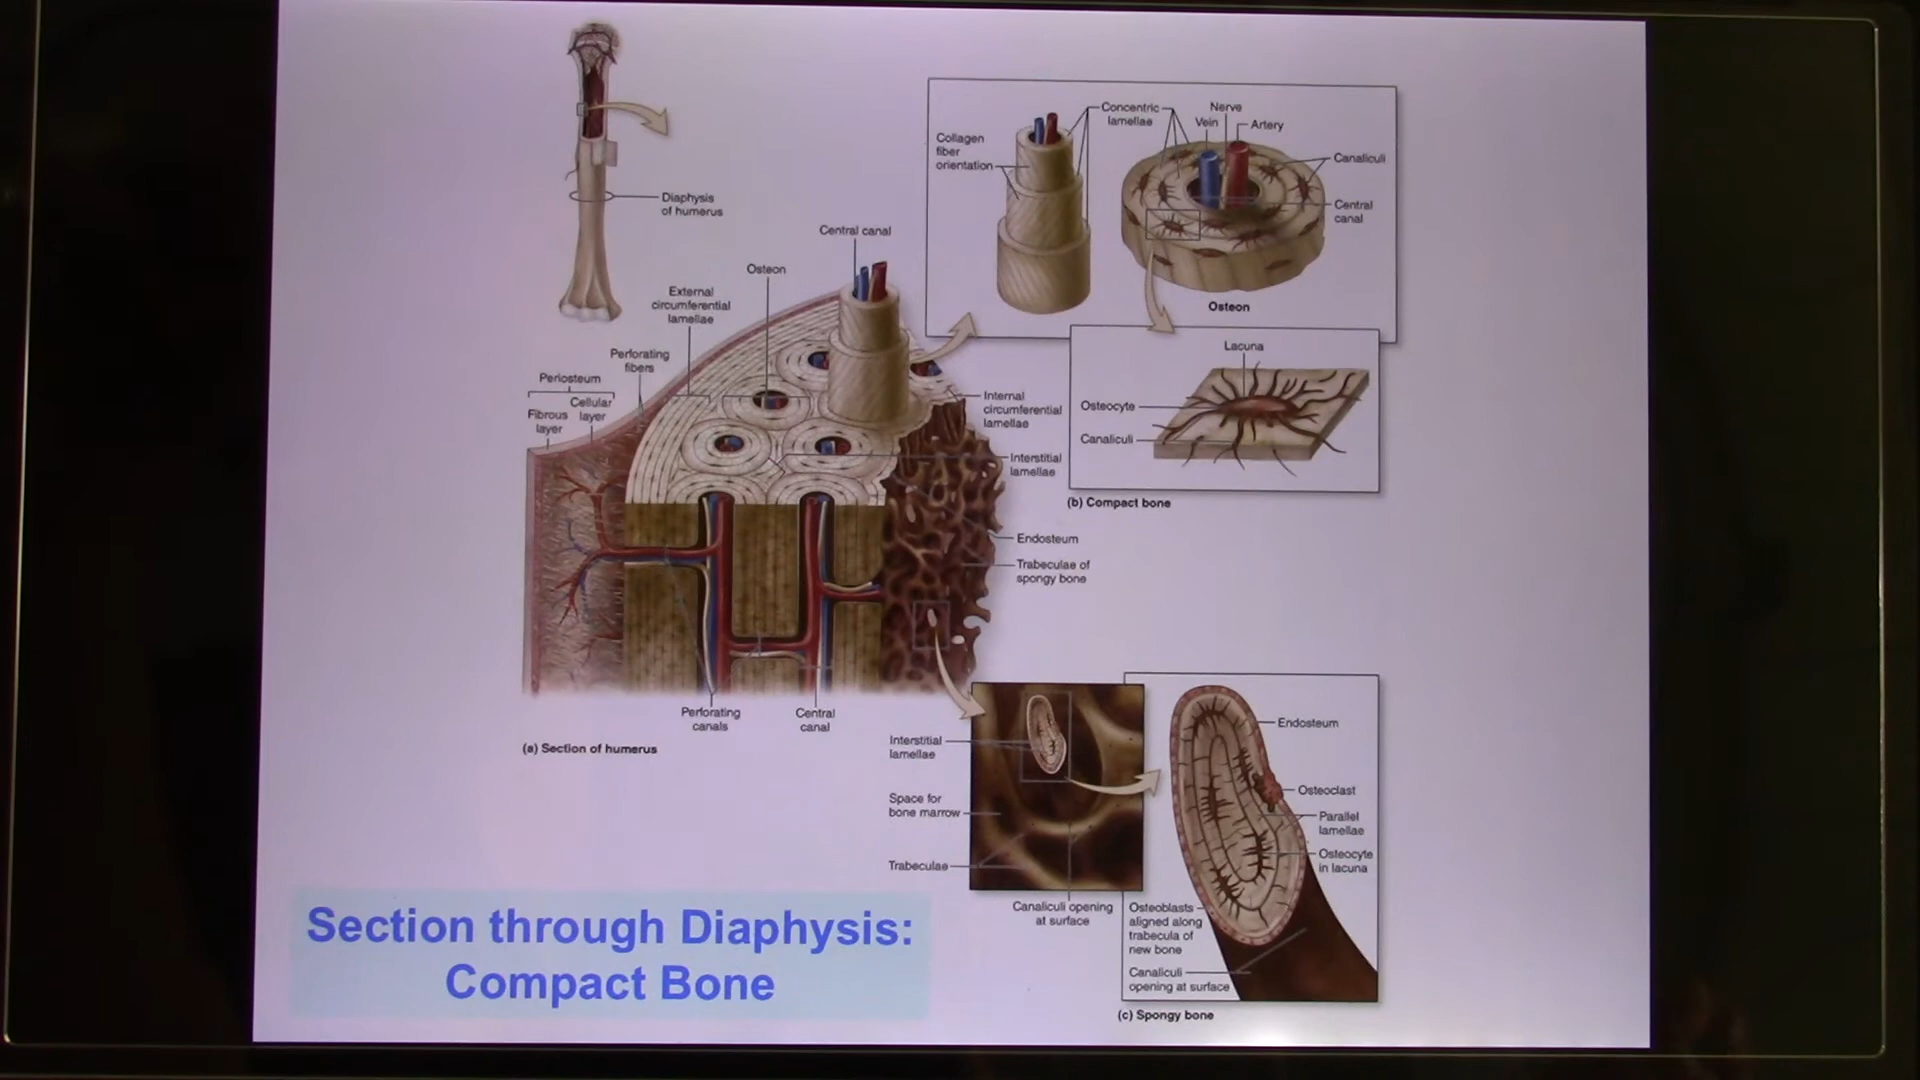 Diaphysis
of humerus
Central canal
Osteon
External
circumferential
lamellae
Perforating
fibers
Periosteum
Fibrous
layer
Cellular
layer
Internal
circumferential
lamellae
Interstitial
lamellae
Endosteum
Trabeculae of
spongy bone
Perforating
canals
Central
canal
(a) Section of humerus
Collagen
fiber
orientation
Concentric
lamellae
Nerve
Vein
Artery
Canaliculi
Central
canal
Osteon
Lacuna
Osteocyte
Canaliculi
(b) Compact bone
Interstitial
lamellae
Space for
bone marrow
Trabeculae
Canaliculi opening
at surface
Endosteum
Osteoclast
Parallel
lamellae
Osteocyte
in lacuna
Osteoblasts
aligned along
trabecula of
new bone
Canaliculi
opening at surface
(c) Spongy bone
Section through Diaphysis:
Compact Bone